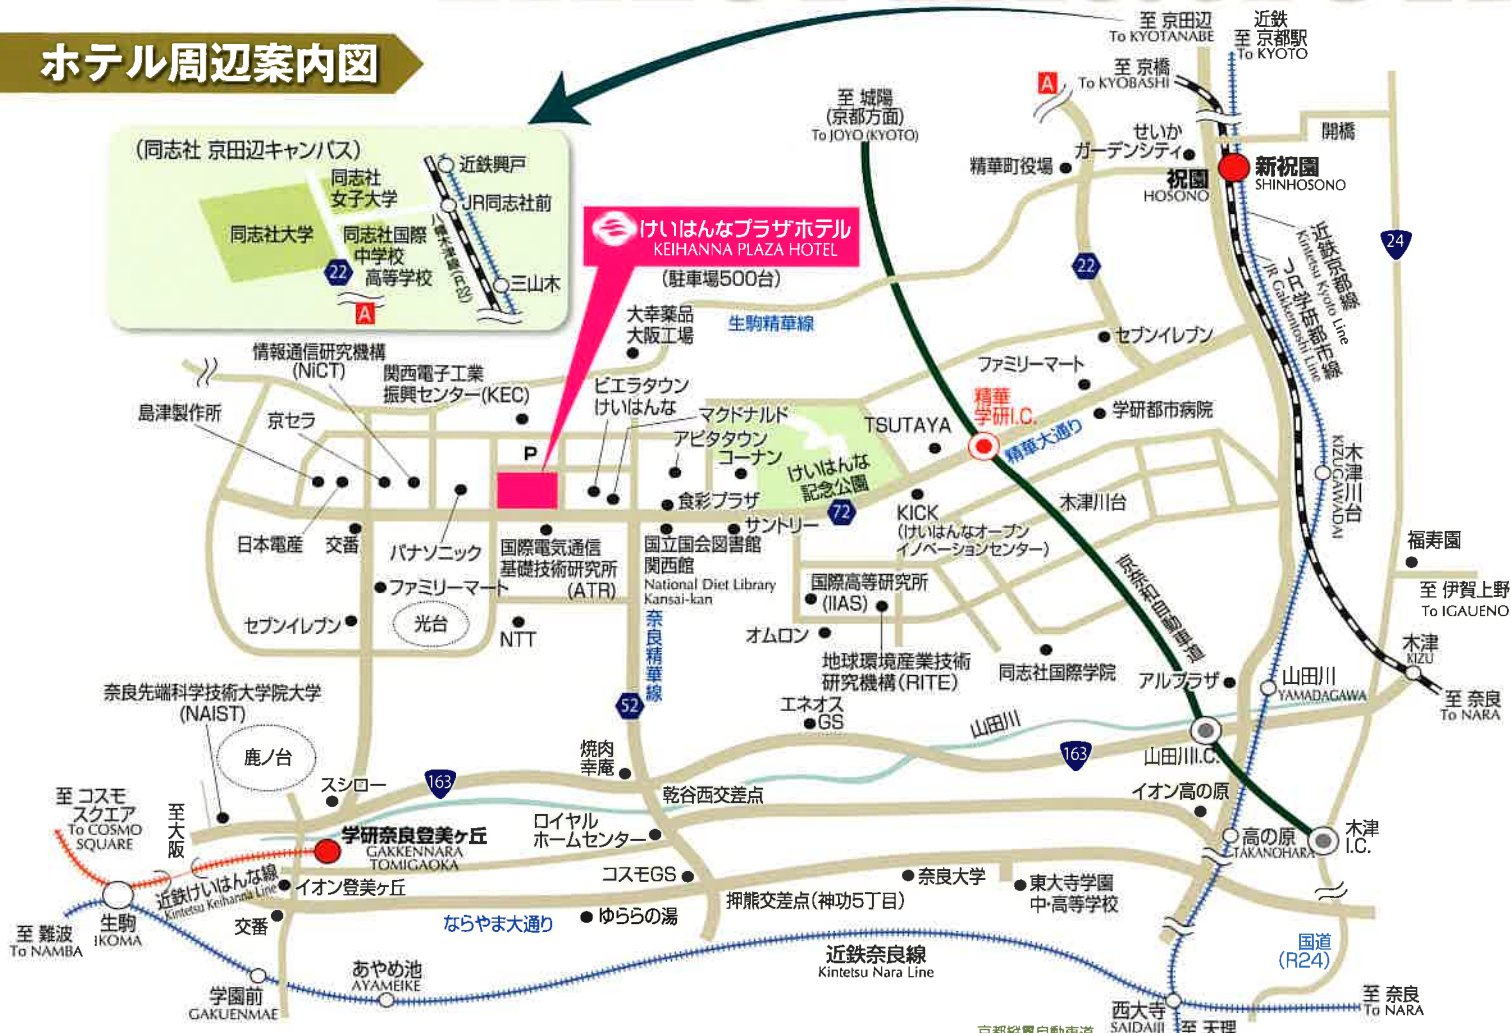 ホテル周辺案内図
至 京田辺
To KYOTANABE
近鉄
至 京都駅
To KYOTO
至 京橋
To KYOBASHI
A
至 城陽
(京都方面)
To JOYO (KYOTO)
せいか
ガーデンシティ
精華町役場
開橋
祝園
HOSONO
新祝園
SHINHOSONO
(同志社 京田辺キャンパス)
近鉄興戸
同志社
女子大学
JR同志社前
同志社大学
同志社国際
中学校
高等学校
22
八幡木津線(R22)
三山木
A
けいはんなプラザホテル
KEIHANNA PLAZA HOTEL
(駐車場500台)
22
24
近鉄京都線
Kintetsu Kyoto Line
JR学研都市線
JR Gakkentoshi Line
大幸薬品
大阪工場
生駒精華線
セブンイレブン
ファミリーマート
情報通信研究機構
(NiCT)
関西電子工業
振興センター(KEC)
ピエラタウン
けいはんな
マクドナルド
精華
学研I.C.
学研都市病院
島津製作所
京セラ
アピタタウン
コーナン
TSUTAYA
精華大通り
P
けいはんな
記念公園
木津川台
KIZUGAWADAI
食彩プラザ
サントリー
72
KICK
(けいはんなオープン
イノベーションセンター)
木津川台
日本電産
交番
パナソニック
国際電気通信
基礎技術研究所
(ATR)
国立国会図書館
関西館
National Diet Library
Kansai-kan
福寿園
至 伊賀上野
To IGAUENO
ファミリーマート
国際高等研究所
(IIAS)
京奈和自動車道
セブンイレブン
光台
NTT
奈良精華線
オムロン
木津
KIZU
地球環境産業技術
研究機構(RITE)
同志社国際学院
アルプラザ
山田川
YAMADAGAWA
至 奈良
To NARA
奈良先端科学技術大学院大学
(NAIST)
52
エネオス
GS
山田川
鹿ノ台
焼肉
幸庵
163
163
山田川I.C.
スシロー
乾谷西交差点
イオン高の原
至 コスモ
スクエア
To COSMO
SQUARE
至大阪
学研奈良登美ヶ丘
GAKKENNARA
TOMIGAOKA
ロイヤル
ホームセンター
高の原
TAKANOHARA
木津
I.C.
近鉄けいはんな線
Kintetsu Keihanna Line
イオン登美ヶ丘
コスモGS
奈良大学
東大寺学園
中・高等学校
押熊交差点(神功5丁目)
生駒
IKOMA
交番
ならやま大通り
ゆららの湯
至 難波
To NAMBA
近鉄奈良線
Kintetsu Nara Line
国道
(R24)
学園前
GAKUENMAE
あやめ池
AYAMEIKE
西大寺
SAIDAIJI
至 奈良
To NARA
至 天理
京都縦貫自動車道